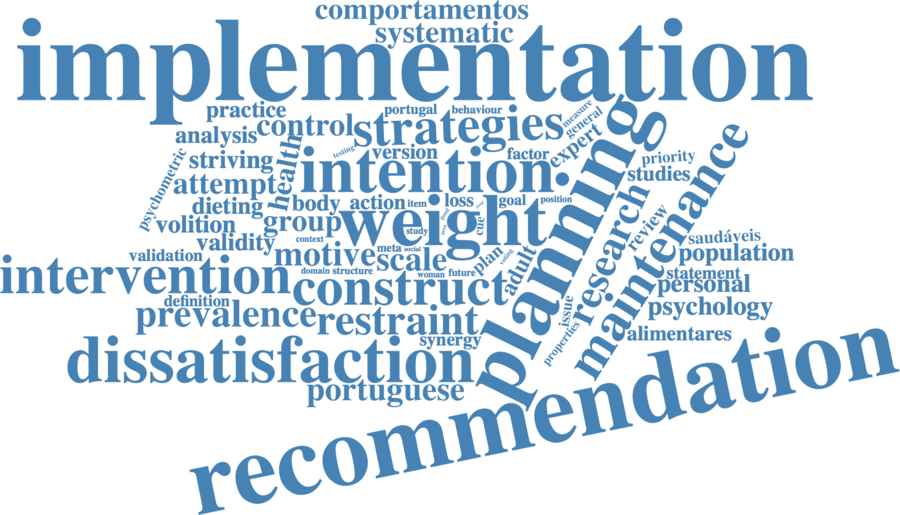 comportamentos
systematic
implementation
practice
portugal
behaviour
measure
general
analysis
control
strategies
expert
planning
psychometric
striving
health
testing
version
intention
factor
priority
studies
attempt
dieting
body
action
item
loss
goal
position
volition
group
weight
study
cue
research
review
maintenance
validity
context
motive
meta
social
saudáveis
validation
scale
plan
adult
population
intervention
domain
structure
woman
future
statement
personal
definition
construct
issue
psychology
prevalence
restraint
synergy
properties
alimentares
dissatisfaction
portuguese
recommendation